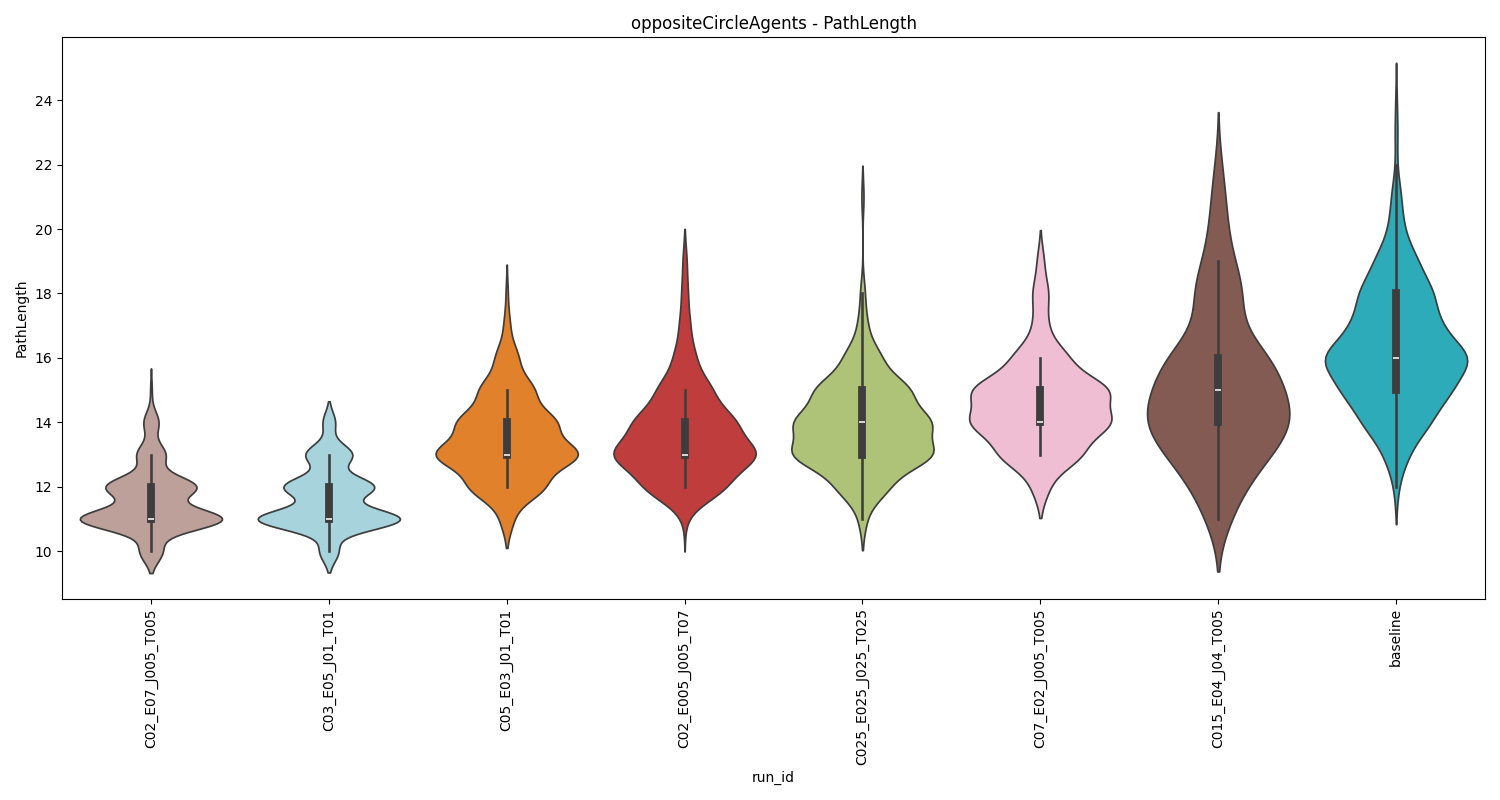 oppositeCircleAgents - PathLength
PathLength
24
22
20
18
16
14
12
10
C02_E07_J005_T005
C03_E05_J01_T01
C05_E03_J01_T01
C02_E005_J005_T07
C025_E025_J025_T025
C07_E02_J005_T005
C015_E04_J04_T005
baseline
run_id